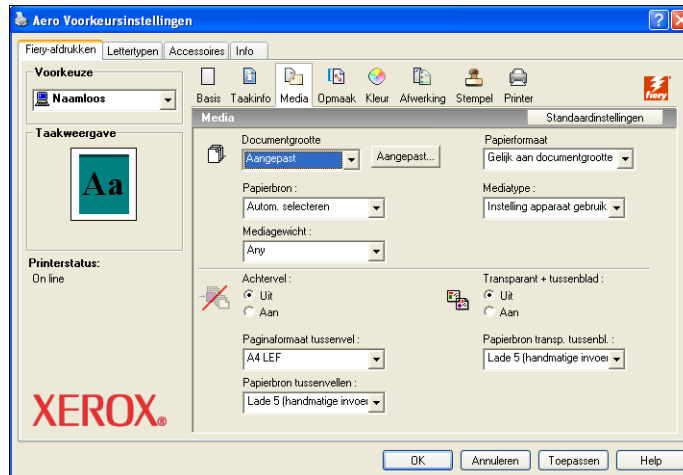 Aero Voorkeursinstellingen
Fiery-afdrukken Lettertypen Accessoires Info
Voorkeuze
Naamloos
Taakweergave
Aa
Printerstatus:
On line
XEROX®
Basis Taakinfo Media Opmaak Kleur Afwerking Stempel Printer
fiery
Media Standaardinstellingen
Documentgrootte Papierformaat
Aangepast Aangepast... Gelijk aan documentgrootte
Papierbron : Mediatype :
Autom. selecteren Instelling apparaat gebruik
Mediagewicht :
Any
Achtervel : Transparant + tussenblad :
Uit Uit
Aan Aan
Paginaformaat tussenvel : Papierbron transp. tussenbl. :
A4 LEF Lade 5 (handmatige invoei
Papierbron tussenvellen :
Lade 5 (handmatige invoei
OK Annuleren Toepassen Help